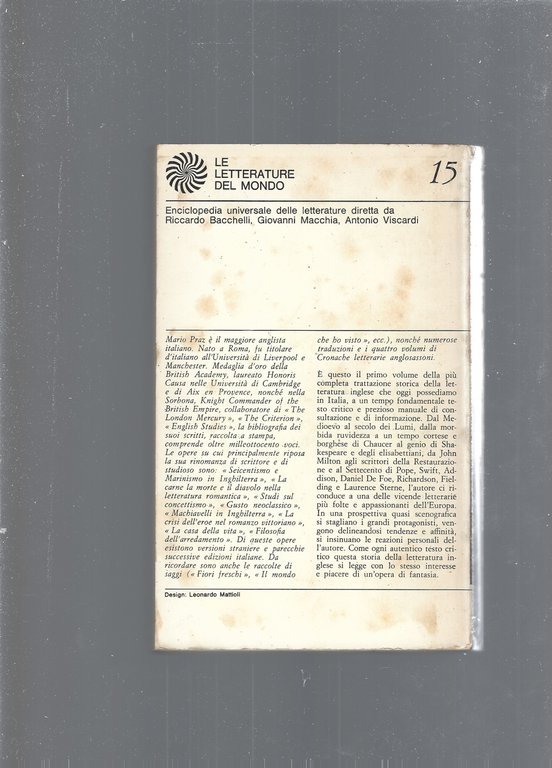 LE
LETTERATURE
DEL MONDO
15
Enciclopedia universale delle letterature diretta da
Riccardo Bacchelli, Giovanni Macchia, Antonio Viscardi
Mario Praz è il maggiore anglista
italiano. Nato a Roma, fu titolare
d'italiano all'Università di Liverpool e
Manchester. Medaglia d'oro della
British Academy, laureato Honoris
Causa nelle Università di Cambridge
e di Aix en Provence, nonché nella
Sorbona, Knight Commander of the
British Empire, collaboratore di « The
London Mercury », « The Criterion »,
« English Studies », la bibliografia dei
suoi scritti, raccolta a stampa,
comprende oltre milleottocento voci.
Le opere su cui principalmente riposa
la sua rinomanza di scrittore e di
studioso sono: « Seicentismo e
Marinismo in Inghilterra », « La
carne la morte e il diavolo nella
letteratura romantica », « Studi sul
concettismo », « Gusto neoclassico »,
« Machiavelli in Inghilterra », « La
crisi dell'eroe nel romanzo vittoriano »,
« La casa della vita », « Filosofia
dell'arredamento ». Di queste opere
esistono versioni straniere e parecchie
successive edizioni italiane. Da
ricordare sono anche le raccolte di
saggi (« Fiori freschi », « Il mondo
che ho visto », ecc.), nonché numerose
traduzioni e i quattro volumi di
Cronache letterarie anglosassoni.
È questo il primo volume della più
completa trattazione storica della let-
teratura inglese che oggi possediamo
in Italia, a un tempo fondamentale te-
sto critico e prezioso manuale di con-
sultazione e di informazione. Dal Me-
dioevo al secolo dei Lumi, dalla mor-
bida ruvidezza a un tempo cortese e
borghese di Chaucer al genio di Sha-
kespeare e degli elisabettiani, da John
Milton agli scrittori della Restaurazio-
ne e al Settecento di Pope, Swift, Ad-
dison, Daniel De Foe, Richardson, Fiel-
ding e Laurence Sterne, l'autore ci ri-
conduce a una delle vicende letterarie
più folte e appassionanti dell'Europa.
In una prospettiva quasi scenografica
si stagliano i grandi protagonisti, ven-
gono delineandosi tendenze e affinità,
si insinuano le reazioni personali del-
l'autore. Come ogni autentico testo cri-
tico questa storia della letteratura in-
glese si legge con lo stesso interesse
e piacere di un'opera di fantasia.
Design: Leonardo Mattioli